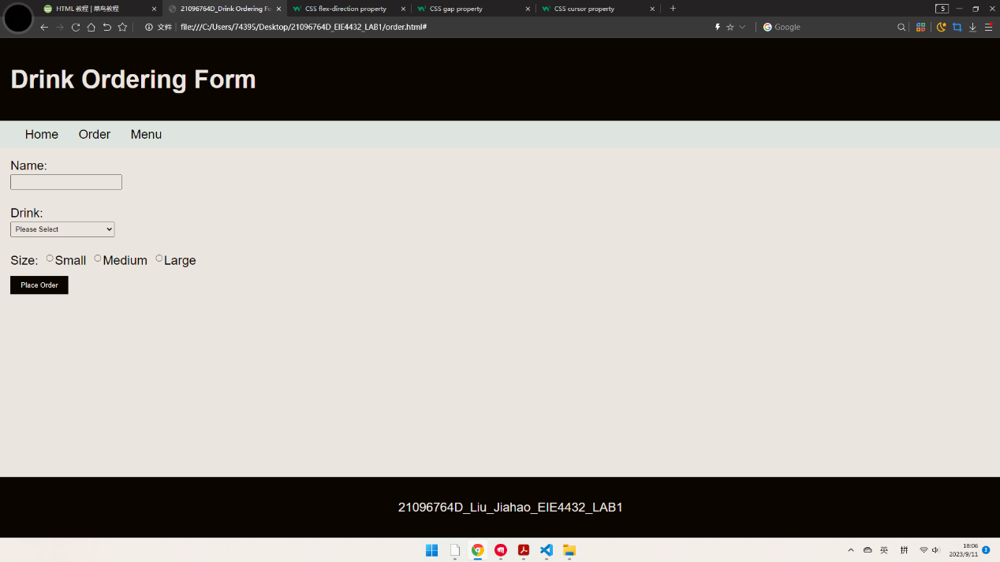 HTML 教程 | 菜鸟教程
21096764D_Drink Ordering Fo
CSS flex-direction property
CSS gap property
CSS cursor property
5
文件
file:///C:/Users/74395/Desktop/21096764D_EIE4432_LAB1/order.html#
Google
Drink Ordering Form
Home Order Menu
Name:
Drink:
Please Select
Size: Small Medium Large
Place Order
21096764D_Liu_Jiahao_EIE4432_LAB1
英 拼
18:06
2023/9/11
3